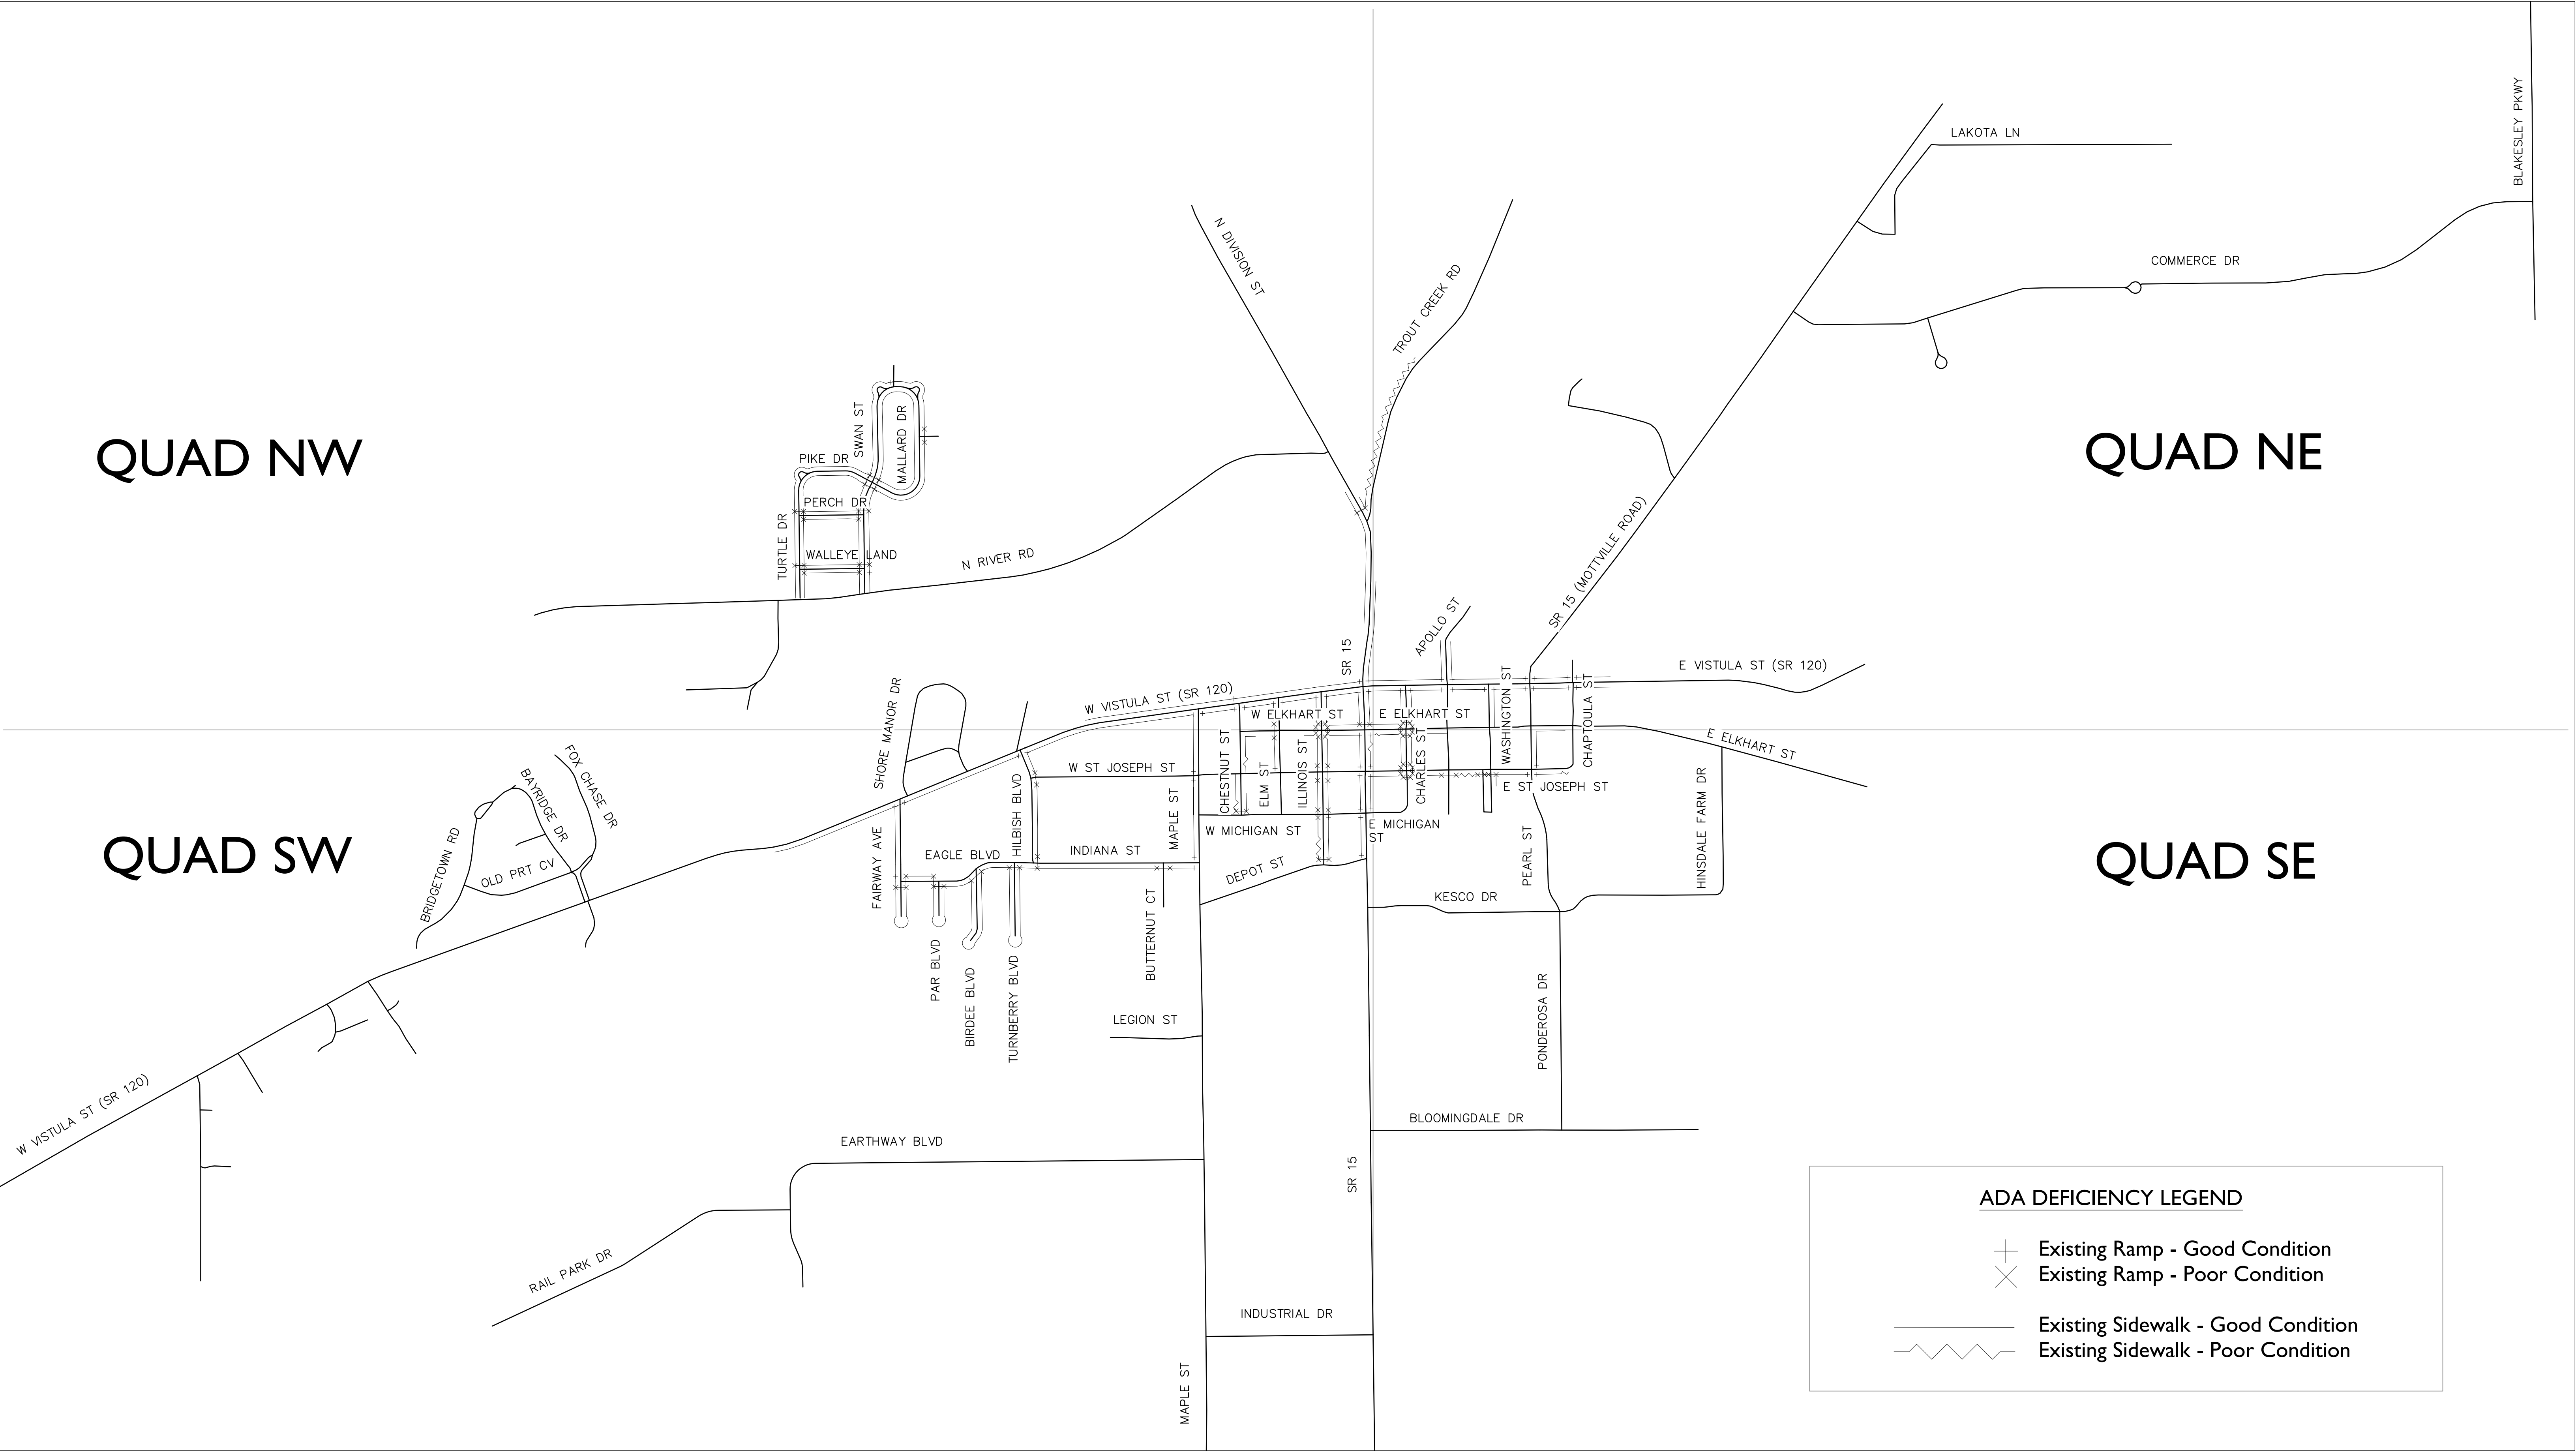 BLAKESLEY PKWY
LAKOTA LN
COMMERCE DR
N DIVISION ST
TROUT CREEK RD
QUAD NW
QUAD NE
SWAN ST
MALLARD DR
PIKE DR
PERCH DR
TURTLE DR
WALLEYE LAND
N RIVER RD
SR 15 (MOTTVILLE ROAD)
APOLLO ST
SR 15
E VISTULA ST (SR 120)
W VISTULA ST (SR 120)
SHORE MANOR DR
WASHINGTON ST
CHAPTOULA ST
W ELKHART ST
E ELKHART ST
E ELKHART ST
FOX CHASE DR
BAYRIDGE DR
CHESTNUT ST
ELM ST
ILLINOIS ST
CHARLES ST
W ST JOSEPH ST
E ST JOSEPH ST
HILBISH BLVD
MAPLE ST
W MICHIGAN ST
E MICHIGAN
ST
HINSDALE FARM DR
QUAD SW
QUAD SE
BRIDGETOWN RD
OLD PRT CV
FAIRWAY AVE
EAGLE BLVD
INDIANA ST
DEPOT ST
PEARL ST
KESCO DR
PAR BLVD
BIRDEE BLVD
TURNBERRY BLVD
BUTTERNUT CT
PONDEROSA DR
LEGION ST
W VISTULA ST (SR 120)
BLOOMINGDALE DR
EARTHWAY BLVD
SR 15
RAIL PARK DR
INDUSTRIAL DR
MAPLE ST
ADA DEFICIENCY LEGEND
Existing Ramp - Good Condition
Existing Ramp - Poor Condition
Existing Sidewalk - Good Condition
Existing Sidewalk - Poor Condition